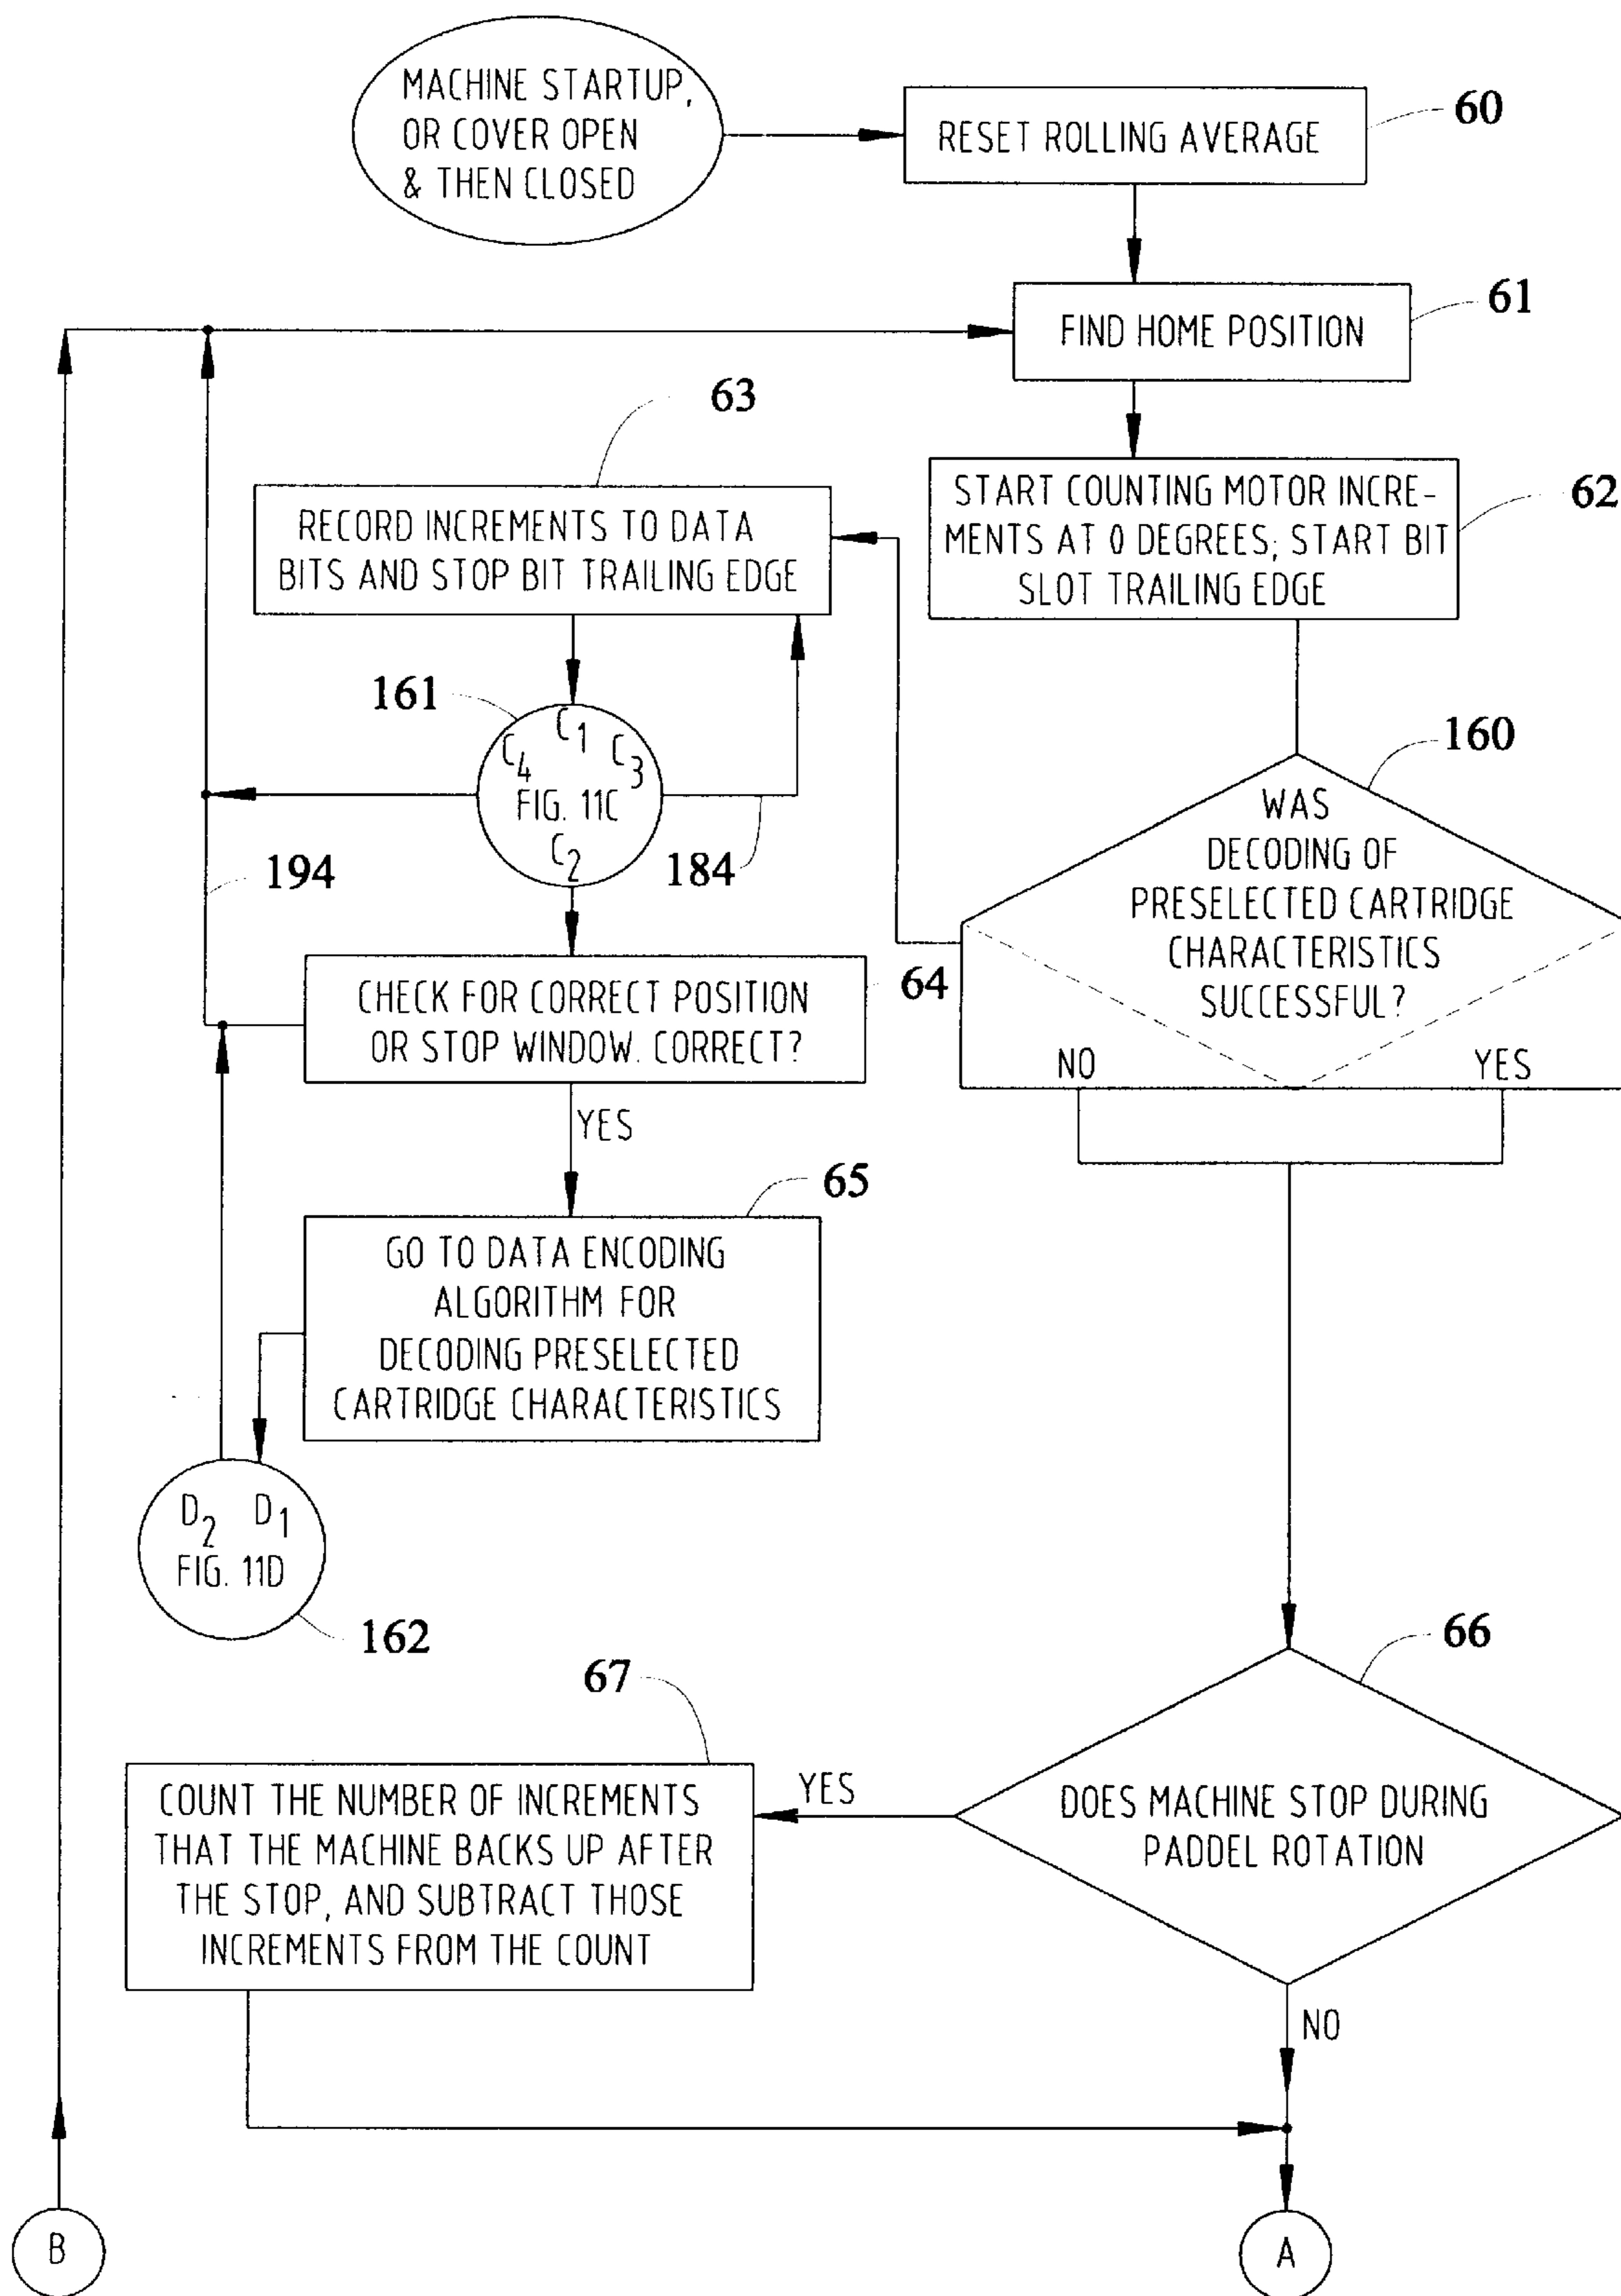 MACHINE STARTUP,
OR COVER OPEN
& THEN CLOSED
RESET ROLLING AVERAGE
60
FIND HOME POSITION
61
START COUNTING MOTOR INCRE-
MENTS AT 0 DEGREES; START BIT
SLOT TRAILING EDGE
62
63
RECORD INCREMENTS TO DATA
BITS AND STOP BIT TRAILING EDGE
161
C1
C4 C3
FIG. 11C
C2
184
194
160
WAS
DECODING OF
PRESELECTED CARTRIDGE
CHARACTERISTICS
SUCCESSFUL?
NO
YES
64
CHECK FOR CORRECT POSITION
OR STOP WINDOW. CORRECT?
YES
65
GO TO DATA ENCODING
ALGORITHM FOR
DECODING PRESELECTED
CARTRIDGE CHARACTERISTICS
D2 D1
FIG. 11D
162
66
DOES MACHINE STOP DURING
PADDEL ROTATION
YES
67
COUNT THE NUMBER OF INCREMENTS
THAT THE MACHINE BACKS UP AFTER
THE STOP, AND SUBTRACT THOSE
INCREMENTS FROM THE COUNT
NO
B
A